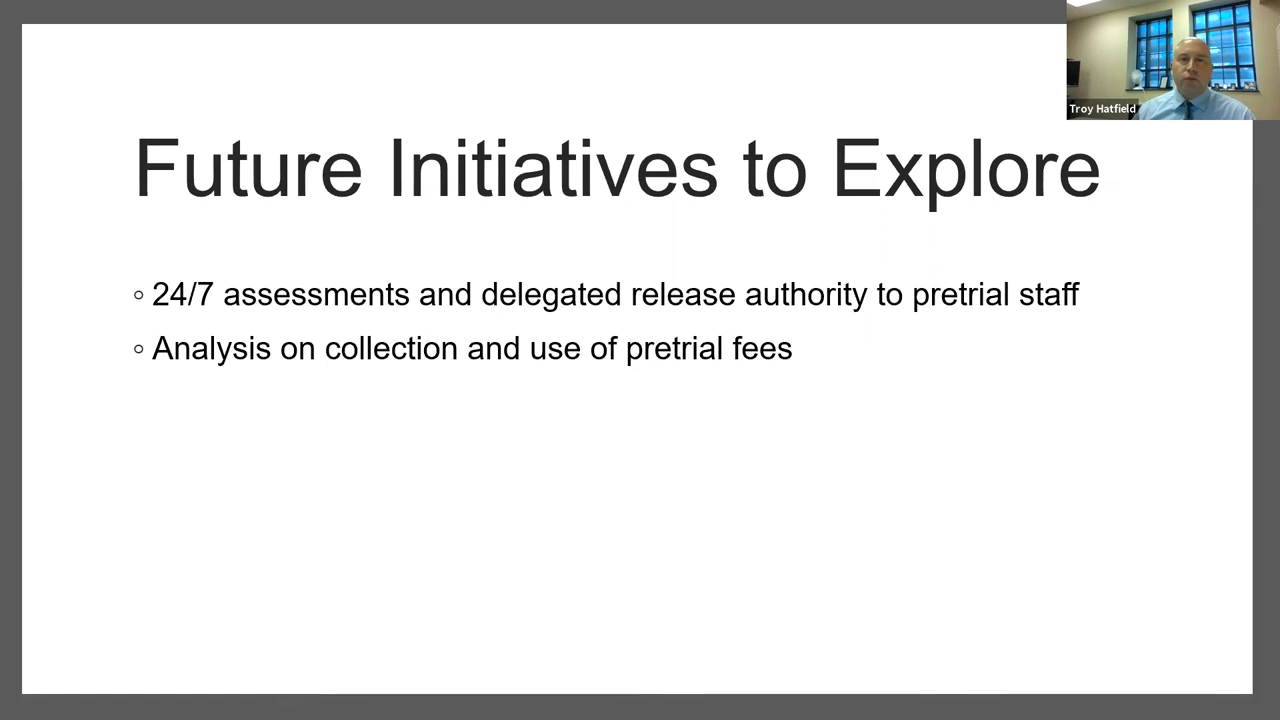 Troy Hatfield
Future Initiatives to Explore
◦ 24/7 assessments and delegated release authority to pretrial staff
◦ Analysis on collection and use of pretrial fees